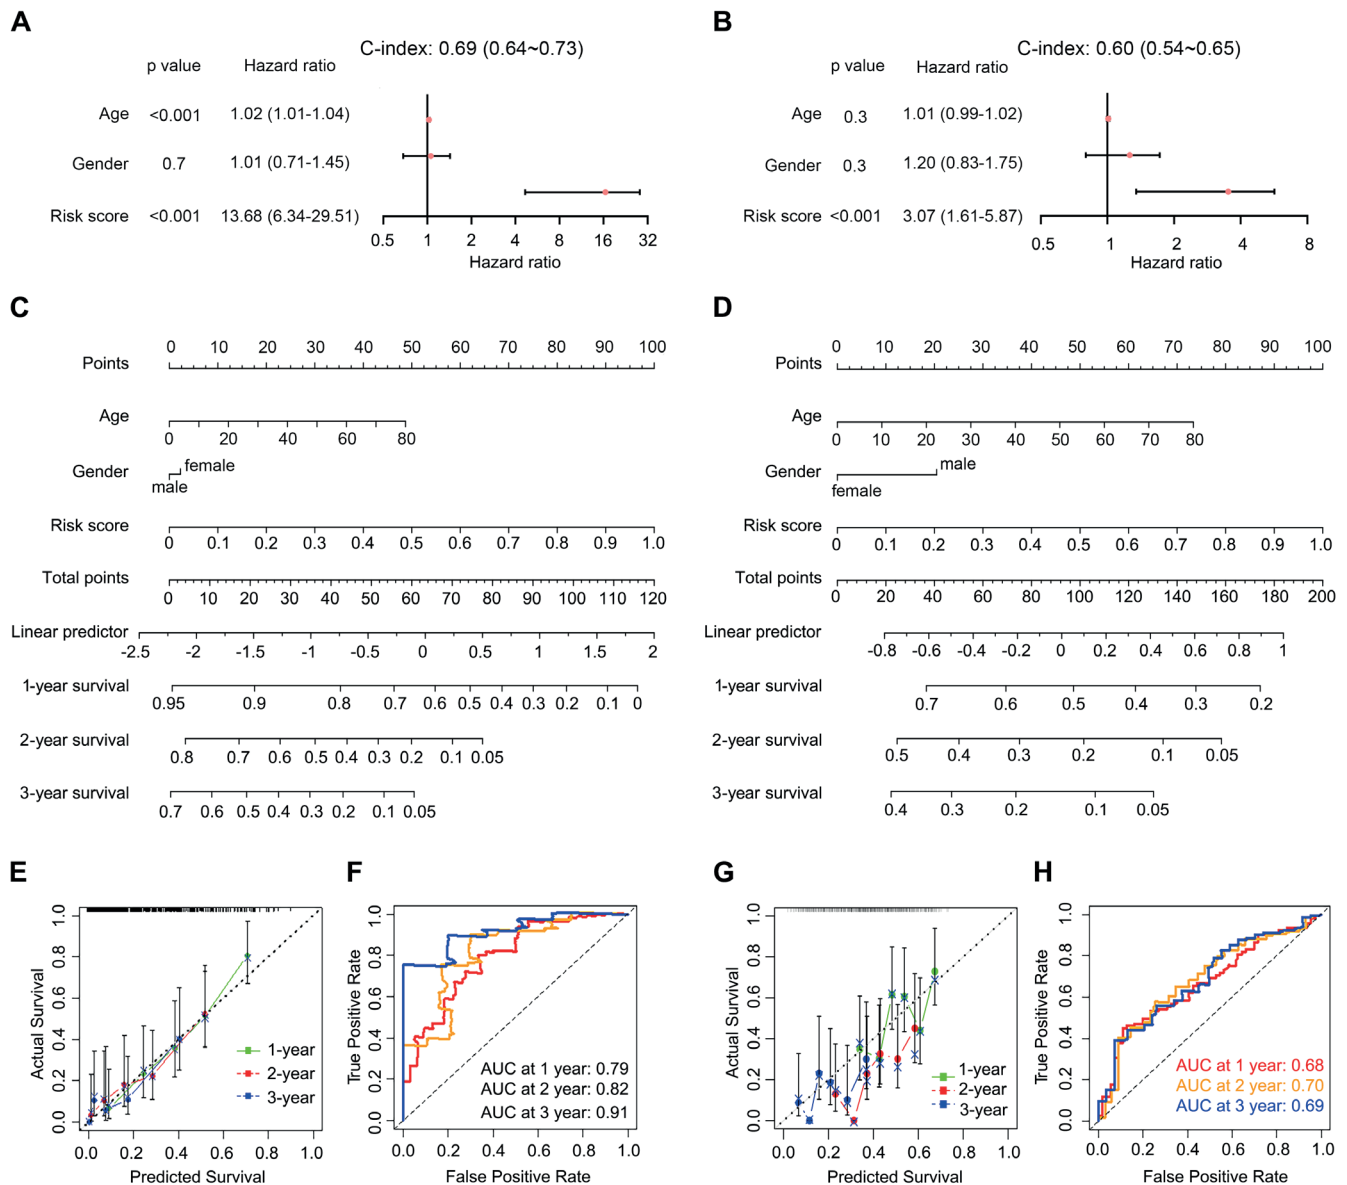 A
C-index: 0.69 (0.64~0.73)
p value Hazard ratio
Age <0.001 1.02 (1.01-1.04)
Gender 0.7 1.01 (0.71-1.45)
Risk score <0.001 13.68 (6.34-29.51)
0.5 1 2 4 8 16 32
Hazard ratio
B
C-index: 0.60 (0.54~0.65)
p value Hazard ratio
Age 0.3 1.01 (0.99-1.02)
Gender 0.3 1.20 (0.83-1.75)
Risk score <0.001 3.07 (1.61-5.87)
0.5 1 2 4 8
Hazard ratio
C
0 10 20 30 40 50 60 70 80 90 100
Points
Age
0 20 40 60 80
Gender
female
male
Risk score
0 0.1 0.2 0.3 0.4 0.5 0.6 0.7 0.8 0.9 1.0
Total points
0 10 20 30 40 50 60 70 80 90 100 110 120
Linear predictor
-2.5 -2 -1.5 -1 -0.5 0 0.5 1 1.5 2
1-year survival
0.95 0.9 0.8 0.7 0.6 0.5 0.4 0.3 0.2 0.1 0
2-year survival
0.8 0.7 0.6 0.5 0.4 0.3 0.2 0.1 0.05
3-year survival
0.7 0.6 0.5 0.4 0.3 0.2 0.1 0.05
D
0 10 20 30 40 50 60 70 80 90 100
Points
Age
0 10 20 30 40 50 60 70 80
Gender
male
female
Risk score
0 0.1 0.2 0.3 0.4 0.5 0.6 0.7 0.8 0.9 1.0
Total points
0 20 40 60 80 100 120 140 160 180 200
Linear predictor
-0.8 -0.6 -0.4 -0.2 0 0.2 0.4 0.6 0.8 1
1-year survival
0.7 0.6 0.5 0.4 0.3 0.2
2-year survival
0.5 0.4 0.3 0.2 0.1 0.05
3-year survival
0.4 0.3 0.2 0.1 0.05
E
Actual Survival
1.0
0.8
0.6
0.4
0.2
0.0
1-year
2-year
3-year
0.0 0.2 0.4 0.6 0.8 1.0
Predicted Survival
F
True Positive Rate
1.0
0.8
0.6
0.4
0.2
0.0
AUC at 1 year: 0.79
AUC at 2 year: 0.82
AUC at 3 year: 0.91
0.0 0.2 0.4 0.6 0.8 1.0
False Positive Rate
G
Actual Survival
1.0
0.8
0.6
0.4
0.2
0.0
1-year
2-year
3-year
0.0 0.2 0.4 0.6 0.8 1.0
Predicted Survival
H
True Positive Rate
1.0
0.8
0.6
0.4
0.2
0.0
AUC at 1 year: 0.68
AUC at 2 year: 0.70
AUC at 3 year: 0.69
0.0 0.2 0.4 0.6 0.8 1.0
False Positive Rate